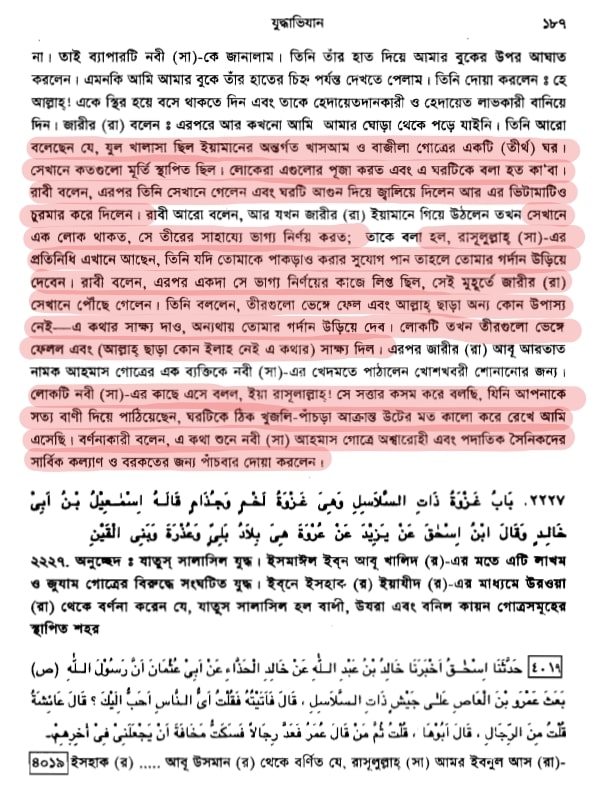 যুদ্ধাভিযান ১৮৭
না। তাই ব্যাপারটি নবী (সা)-কে জানালাম। তিনি তাঁর হাত দিয়ে আমার বুকের উপর আঘাত
করলেন। এমনকি আমি আমার বুকে তাঁর হাতের চিহ্ন পর্যন্ত দেখতে পেলাম। তিনি দোয়া করলেন : হে
আল্লাহ্! একে স্থির হয়ে বসে থাকতে দিন এবং তাকে হেদায়েতদানকারী ও হেদায়েত লাভকারী বানিয়ে
দিন। জারীর (রা) বলেন : এরপরে আর কখনো আমি আমার ঘোড়া থেকে পড়ে যাইনি। তিনি আরো
বলেছেন যে, যুল খালাসা ছিল ইয়ামানের অন্তর্গত খাসআম ও বাজীলা গোত্রের একটি (তীর্থ) ঘর।
সেখানে কতগুলো মূর্তি স্থাপিত ছিল। লোকেরা এগুলোর পূজা করত এবং এ ঘরটিকে বলা হত কা‘বা।
রাবী বলেন, এরপর তিনি সেখানে গেলেন এবং ঘরটি আগুন দিয়ে জ্বালিয়ে দিলেন আর এর ভিটামাটিও
চুরমার করে দিলেন। রাবী আরো বলেন, আর যখন জারীর (রা) ইয়ামানে গিয়ে উঠলেন তখন সেখানে
এক লোক থাকত, সে তীরের সাহায্যে ভাগ্য নির্ণয় করত; তাকে বলা হল, রাসূলুল্লাহ্ (সা)-এর
প্রতিনিধি এখানে আছেন, তিনি যদি তোমাকে পাকড়াও করার সুযোগ পান তাহলে তোমার গর্দান উড়িয়ে
দেবেন। রাবী বলেন, এরপর একদা সে ভাগ্য নির্ণয়ের কাজে লিপ্ত ছিল, সেই মুহূর্তে জারীর (রা)
সেখানে পৌঁছে গেলেন। তিনি বললেন, তীরগুলো ভেঙ্গে ফেল এবং আল্লাহ্ ছাড়া অন্য কোন উপাস্য
নেই—এ কথার সাক্ষ্য দাও, অন্যথায় তোমার গর্দান উড়িয়ে দেব। লোকটি তখন তীরগুলো ভেঙ্গে
ফেলল এবং (আল্লাহ্ ছাড়া কোন ইলাহ নেই এ কথার) সাক্ষ্য দিল। এরপর জারীর (রা) আবূ আরতাত
নামক আহমাস গোত্রের এক ব্যক্তিকে নবী (সা)-এর খেদমতে পাঠালেন খোশখবরী শোনানোর জন্য।
লোকটি নবী (সা)-এর কাছে এসে বলল, ইয়া রাসূলাল্লাহ্! সে সত্তার কসম করে বলছি, যিনি আপনাকে
সত্য বাণী দিয়ে পাঠিয়েছেন, ঘরটিকে ঠিক খুজলি-পাঁচড়া আক্রান্ত উটের মত কালো করে রেখে আমি
এসেছি। বর্ণনাকারী বলেন, এ কথা শুনে নবী (সা) আহমাস গোত্রে অশ্বারোহী এবং পদাতিক সৈনিকদের
সার্বিক কল্যাণ ও বরকতের জন্য পাঁচবার দোয়া করলেন।
২২২৭. بَابُ غَزْوَةُ ذَاتِ السَّلاَسِلِ وَهِيَ غَزْوَةُ لَخْمٍ وَجُذَامٍ قَالَهُ اِسْمٰعِيْلُ بْنُ اَبِيْ
خَالِدٍ وَقَالَ ابْنُ اِسْحٰقَ عَنْ يَزِيْدَ عَنْ عُرْوَةَ هِيَ بِلاَدُ بَلِيٍّ وَعُذْرَةَ وَبَنِي الْقَيْنِ
২২২৭. অনুচ্ছেদ : যাতুস্ সালাসিল যুদ্ধ। ইসমাঈল ইব্‌ন আবূ খালিদ (র)-এর মতে এটি লাখম
ও জুযাম গোত্রের বিরুদ্ধে সংঘটিত যুদ্ধ। ইব্‌নে ইসহাক (র) ইয়াযীদ (র)-এর মাধ্যমে উরওয়া
(রা) থেকে বর্ণনা করেন যে, যাতুস সালাসিল হল বালী, উযরা এবং বনিল কায়ন গোত্রসমূহের
স্থাপিত শহর
٤٠١٩ حَدَّثَنَا اِسْحٰقُ اَخْبَرَنَا خَالِدُ بْنُ عَبْدِ اللّٰهِ عَنْ خَالِدٍ الْحَذَّاءِ عَنْ اَبِيْ عُثْمَانَ اَنَّ رَسُوْلَ اللّٰهِ (ص)
بَعَثَ عَمْرَو بْنَ الْعَاصِ عَلٰى جَيْشِ ذَاتِ السَّلاَسِلِ ، قَالَ فَاَتَيْتُهُ فَقُلْتُ اَيُّ النَّاسِ اَحَبُّ اِلَيْكَ ؟ قَالَ عَائِشَةُ
قُلْتُ مِنَ الرِّجَالِ ، قَالَ اَبُوْهَا ، قُلْتُ ثُمَّ مَنْ قَالَ عُمَرُ فَعَدَّ رِجَالاً فَسَكَتُّ مَخَافَةَ اَنْ يَجْعَلَنِيْ فِيْ اٰخِرِهِمْ-
৪০১৯ ইসহাক (র) ..... আবূ উসমান (র) থেকে বর্ণিত যে, রাসূলুল্লাহ্ (সা) আমর ইবনুল আস (রা)-